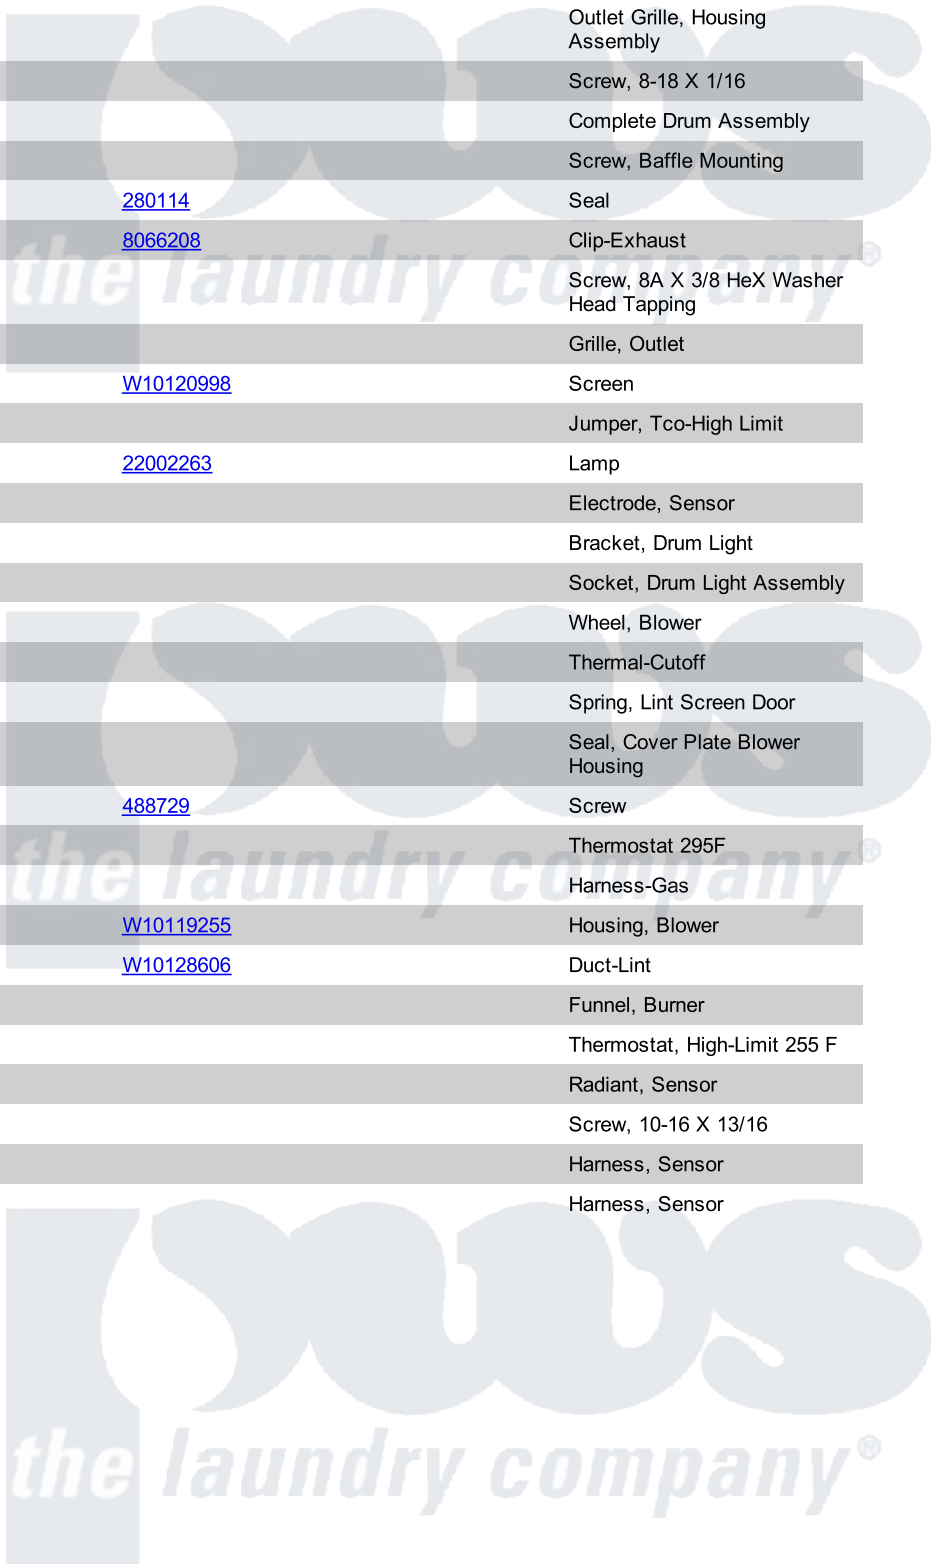 Outlet Grille, Housing
Assembly
Screw, 8-18 X 1/16
Complete Drum Assembly
Screw, Baffle Mounting
280114 Seal
8066208 Clip-Exhaust
the laundry company®
Screw, 8A X 3/8 HeX Washer
Head Tapping
Grille, Outlet
W10120998 Screen
Jumper, Tco-High Limit
22002263 Lamp
Electrode, Sensor
Bracket, Drum Light
Socket, Drum Light Assembly
pws
Wheel, Blower
Thermal-Cutoff
Spring, Lint Screen Door
Seal, Cover Plate Blower
Housing
488729 Screw
Thermostat 295F
the laundry company®
Harness-Gas
W10119255 Housing, Blower
W10128606 Duct-Lint
Funnel, Burner
Thermostat, High-Limit 255 F
Radiant, Sensor
Screw, 10-16 X 13/16
Harness, Sensor
Harness, Sensor
pws
the laundry company®